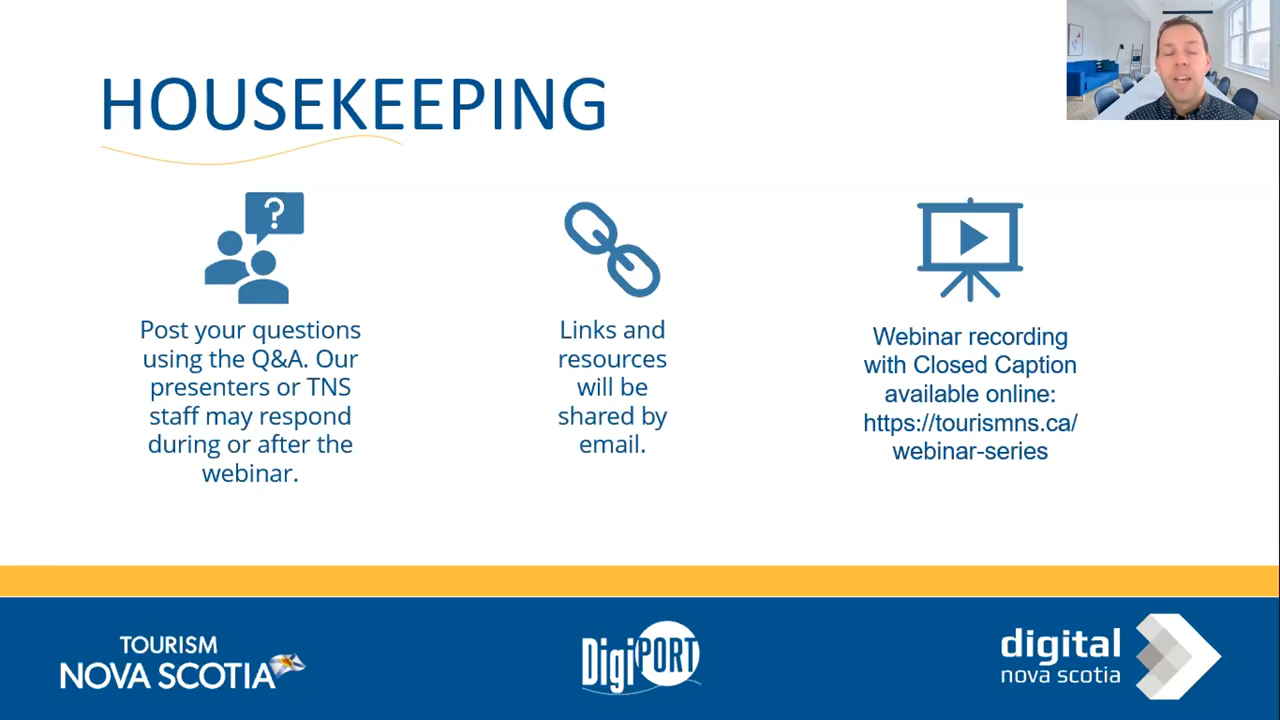 HOUSEKEEPING
?
Post your questions
using the Q&A. Our
presenters or TNS
staff may respond
during or after the
webinar.
Links and
resources
will be
shared by
email.
Webinar recording
with Closed Caption
available online:
https://tourismns.ca/
webinar-series
TOURISM
NOVA SCOTIA
DigiPORT
digital
nova scotia